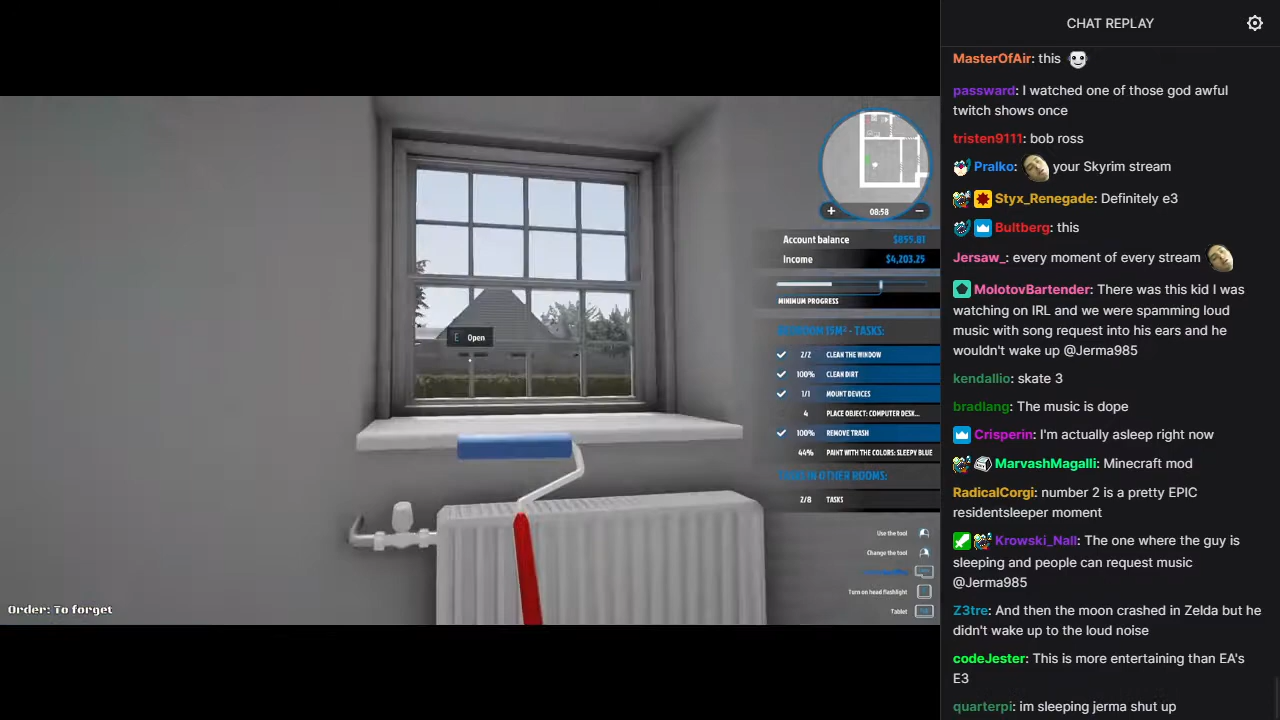 CHAT REPLAY
MasterOfAir: this
passward: I watched one of those god awful
twitch shows once
tristen9111: bob ross
Pralko: your Skyrim stream
Styx_Renegade: Definitely e3
Bultberg: this
Jersaw_: every moment of every stream
MolotovBartender: There was this kid I was
watching on IRL and we were spamming loud
music with song request into his ears and he
wouldn't wake up @Jerma985
kendallio: skate 3
bradlang: The music is dope
Crisperin: I'm actually asleep right now
MarvashMagalli: Minecraft mod
RadicalCorgi: number 2 is a pretty EPIC
residentsleeper moment
Krowski_Nall: The one where the guy is
sleeping and people can request music
@Jerma985
Z3tre: And then the moon crashed in Zelda but he
didn't wake up to the loud noise
codeJester: This is more entertaining than EA's
E3
quarterpi: im sleeping jerma shut up
+ 08:58 −
Account balance $855.81
Income $4,203.25
MINIMUM PROGRESS
15M² - TASKS:
2/2 CLEAN THE WINDOW
100% CLEAN DIRT
1/1 MOUNT DEVICES
4 PLACE OBJECT: COMPUTER DESK...
100% REMOVE TRASH
44% PAINT WITH THE COLORS: SLEEPY BLUE
IN OTHER ROOMS:
2/8 TASKS
Use the tool
Change the tool
Turn on head flashlight
Tablet
E Open
Order: To forget